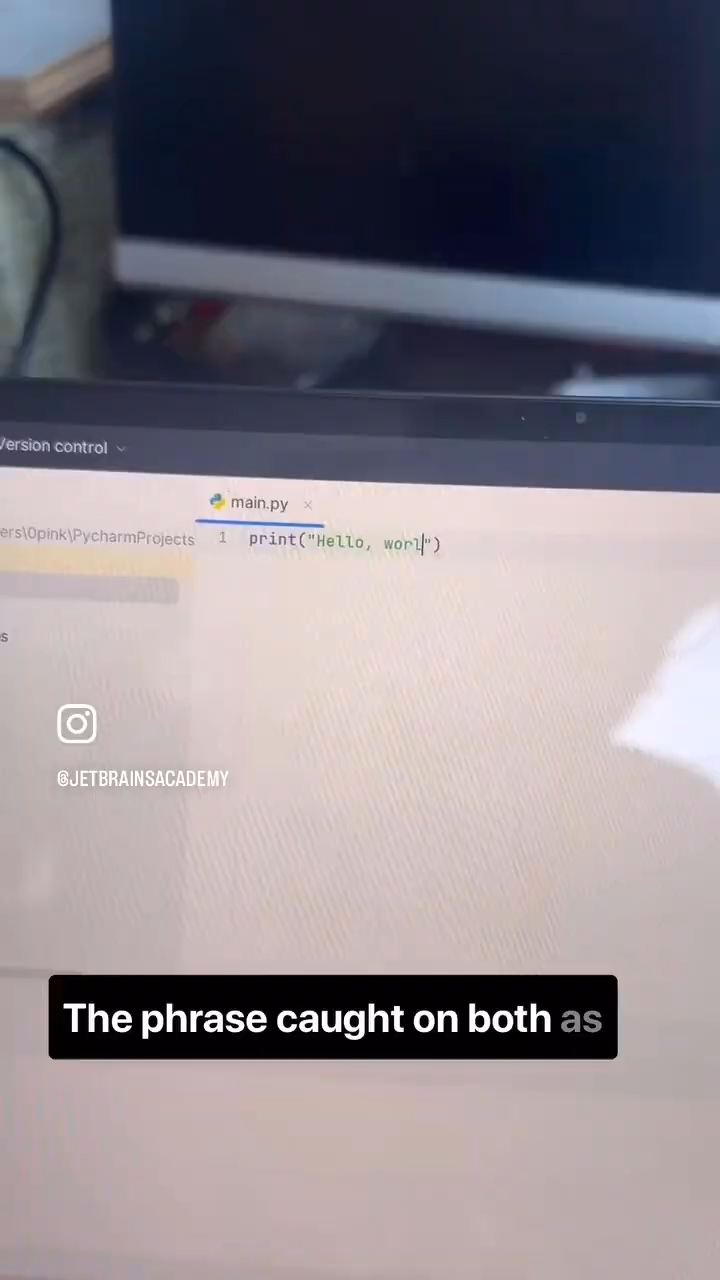 Version control
main.py
ers\0pink\PycharmProjects
1 print("Hello, worl")
s
@JETBRAINSACADEMY
The phrase caught on both as